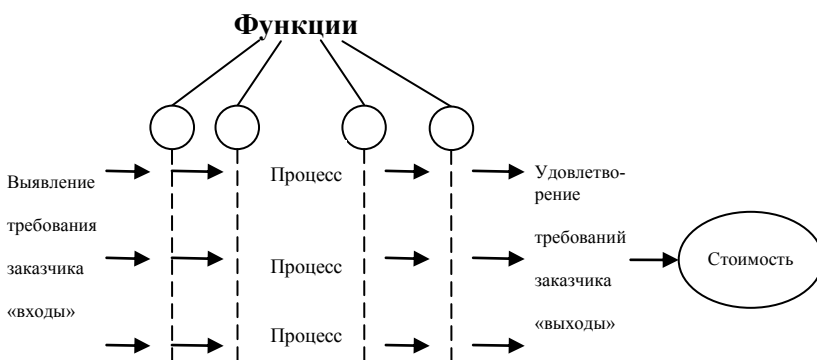 Функции
Выявление
требования
заказчика
«входы»
Процесс
Процесс
Процесс
Удовлетво-
рение
требований
заказчика
«выходы»
Стоимость